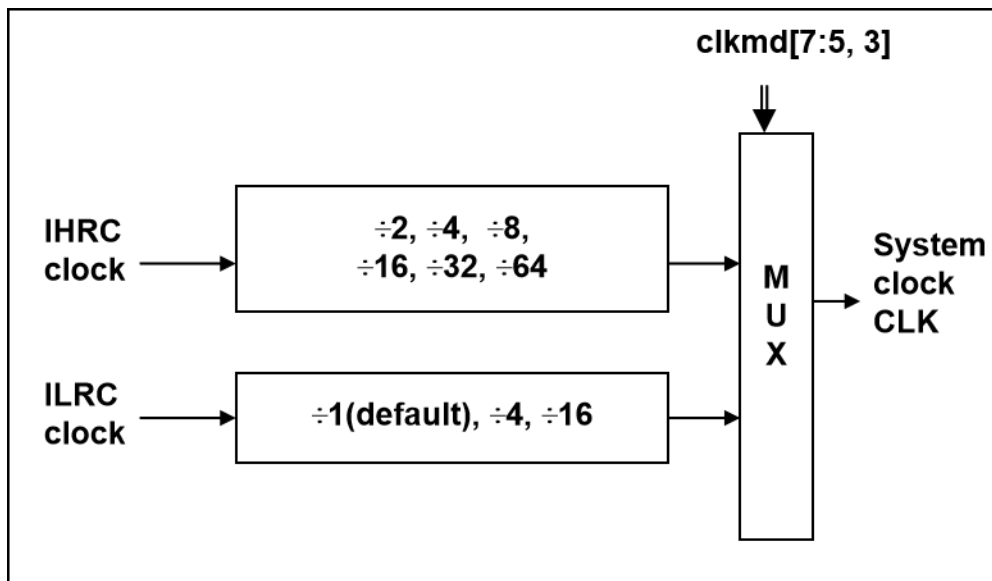 clkmd[7:5, 3]
IHRC
clock
÷2, ÷4, ÷8,
÷16, ÷32, ÷64
M
U
X
System
clock
CLK
ILRC
clock
÷1(default), ÷4, ÷16